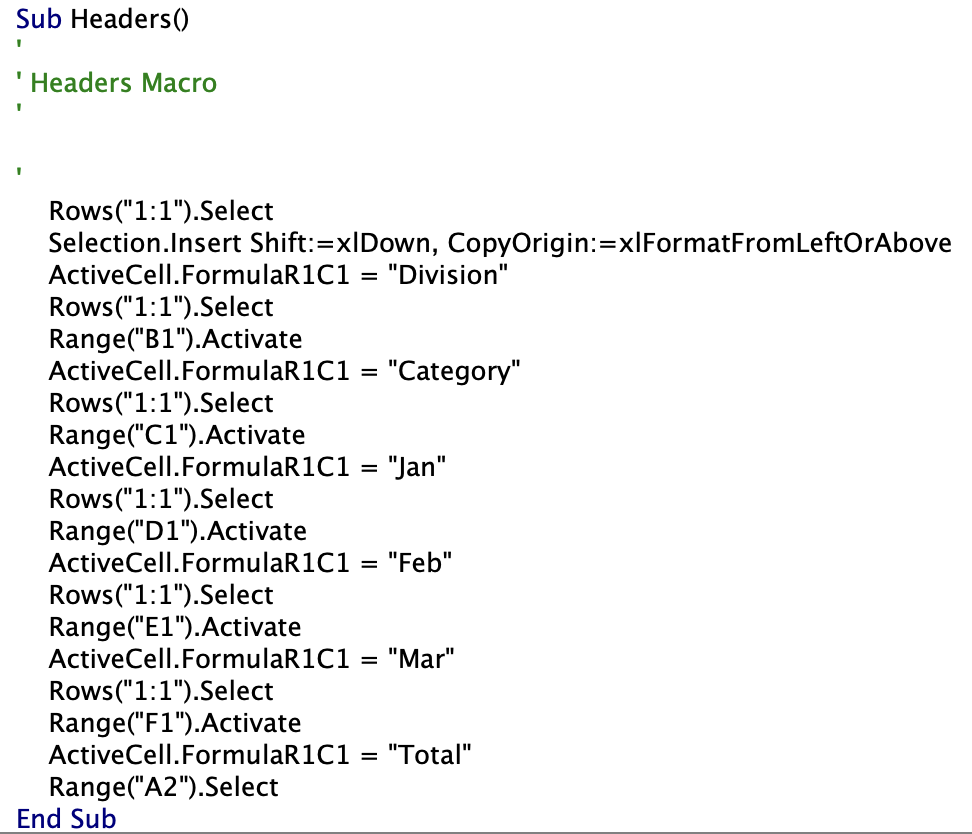 Sub Headers()
'
' Headers Macro
'

'
    Rows("1:1").Select
    Selection.Insert Shift:=xlDown, CopyOrigin:=xlFormatFromLeftOrAbove
    ActiveCell.FormulaR1C1 = "Division"
    Rows("1:1").Select
    Range("B1").Activate
    ActiveCell.FormulaR1C1 = "Category"
    Rows("1:1").Select
    Range("C1").Activate
    ActiveCell.FormulaR1C1 = "Jan"
    Rows("1:1").Select
    Range("D1").Activate
    ActiveCell.FormulaR1C1 = "Feb"
    Rows("1:1").Select
    Range("E1").Activate
    ActiveCell.FormulaR1C1 = "Mar"
    Rows("1:1").Select
    Range("F1").Activate
    ActiveCell.FormulaR1C1 = "Total"
    Range("A2").Select
End Sub